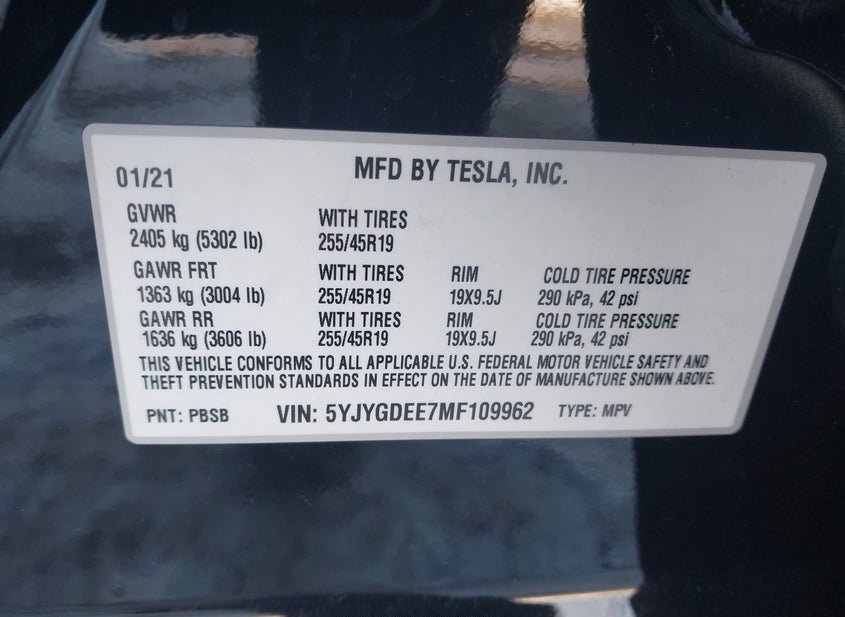 01/21 MFD BY TESLA, INC.
GVWR WITH TIRES
2405 kg (5302 lb) 255/45R19
GAWR FRT WITH TIRES RIM COLD TIRE PRESSURE
1363 kg (3004 lb) 255/45R19 19X9.5J 290 kPa, 42 psi
GAWR RR WITH TIRES RIM COLD TIRE PRESSURE
1636 kg (3606 lb) 255/45R19 19X9.5J 290 kPa, 42 psi
THIS VEHICLE CONFORMS TO ALL APPLICABLE U.S. FEDERAL MOTOR VEHICLE SAFETY AND
THEFT PREVENTION STANDARDS IN EFFECT ON THE DATE OF MANUFACTURE SHOWN ABOVE.
PNT: PBSB VIN: 5YJYGDEE7MF109962 TYPE: MPV